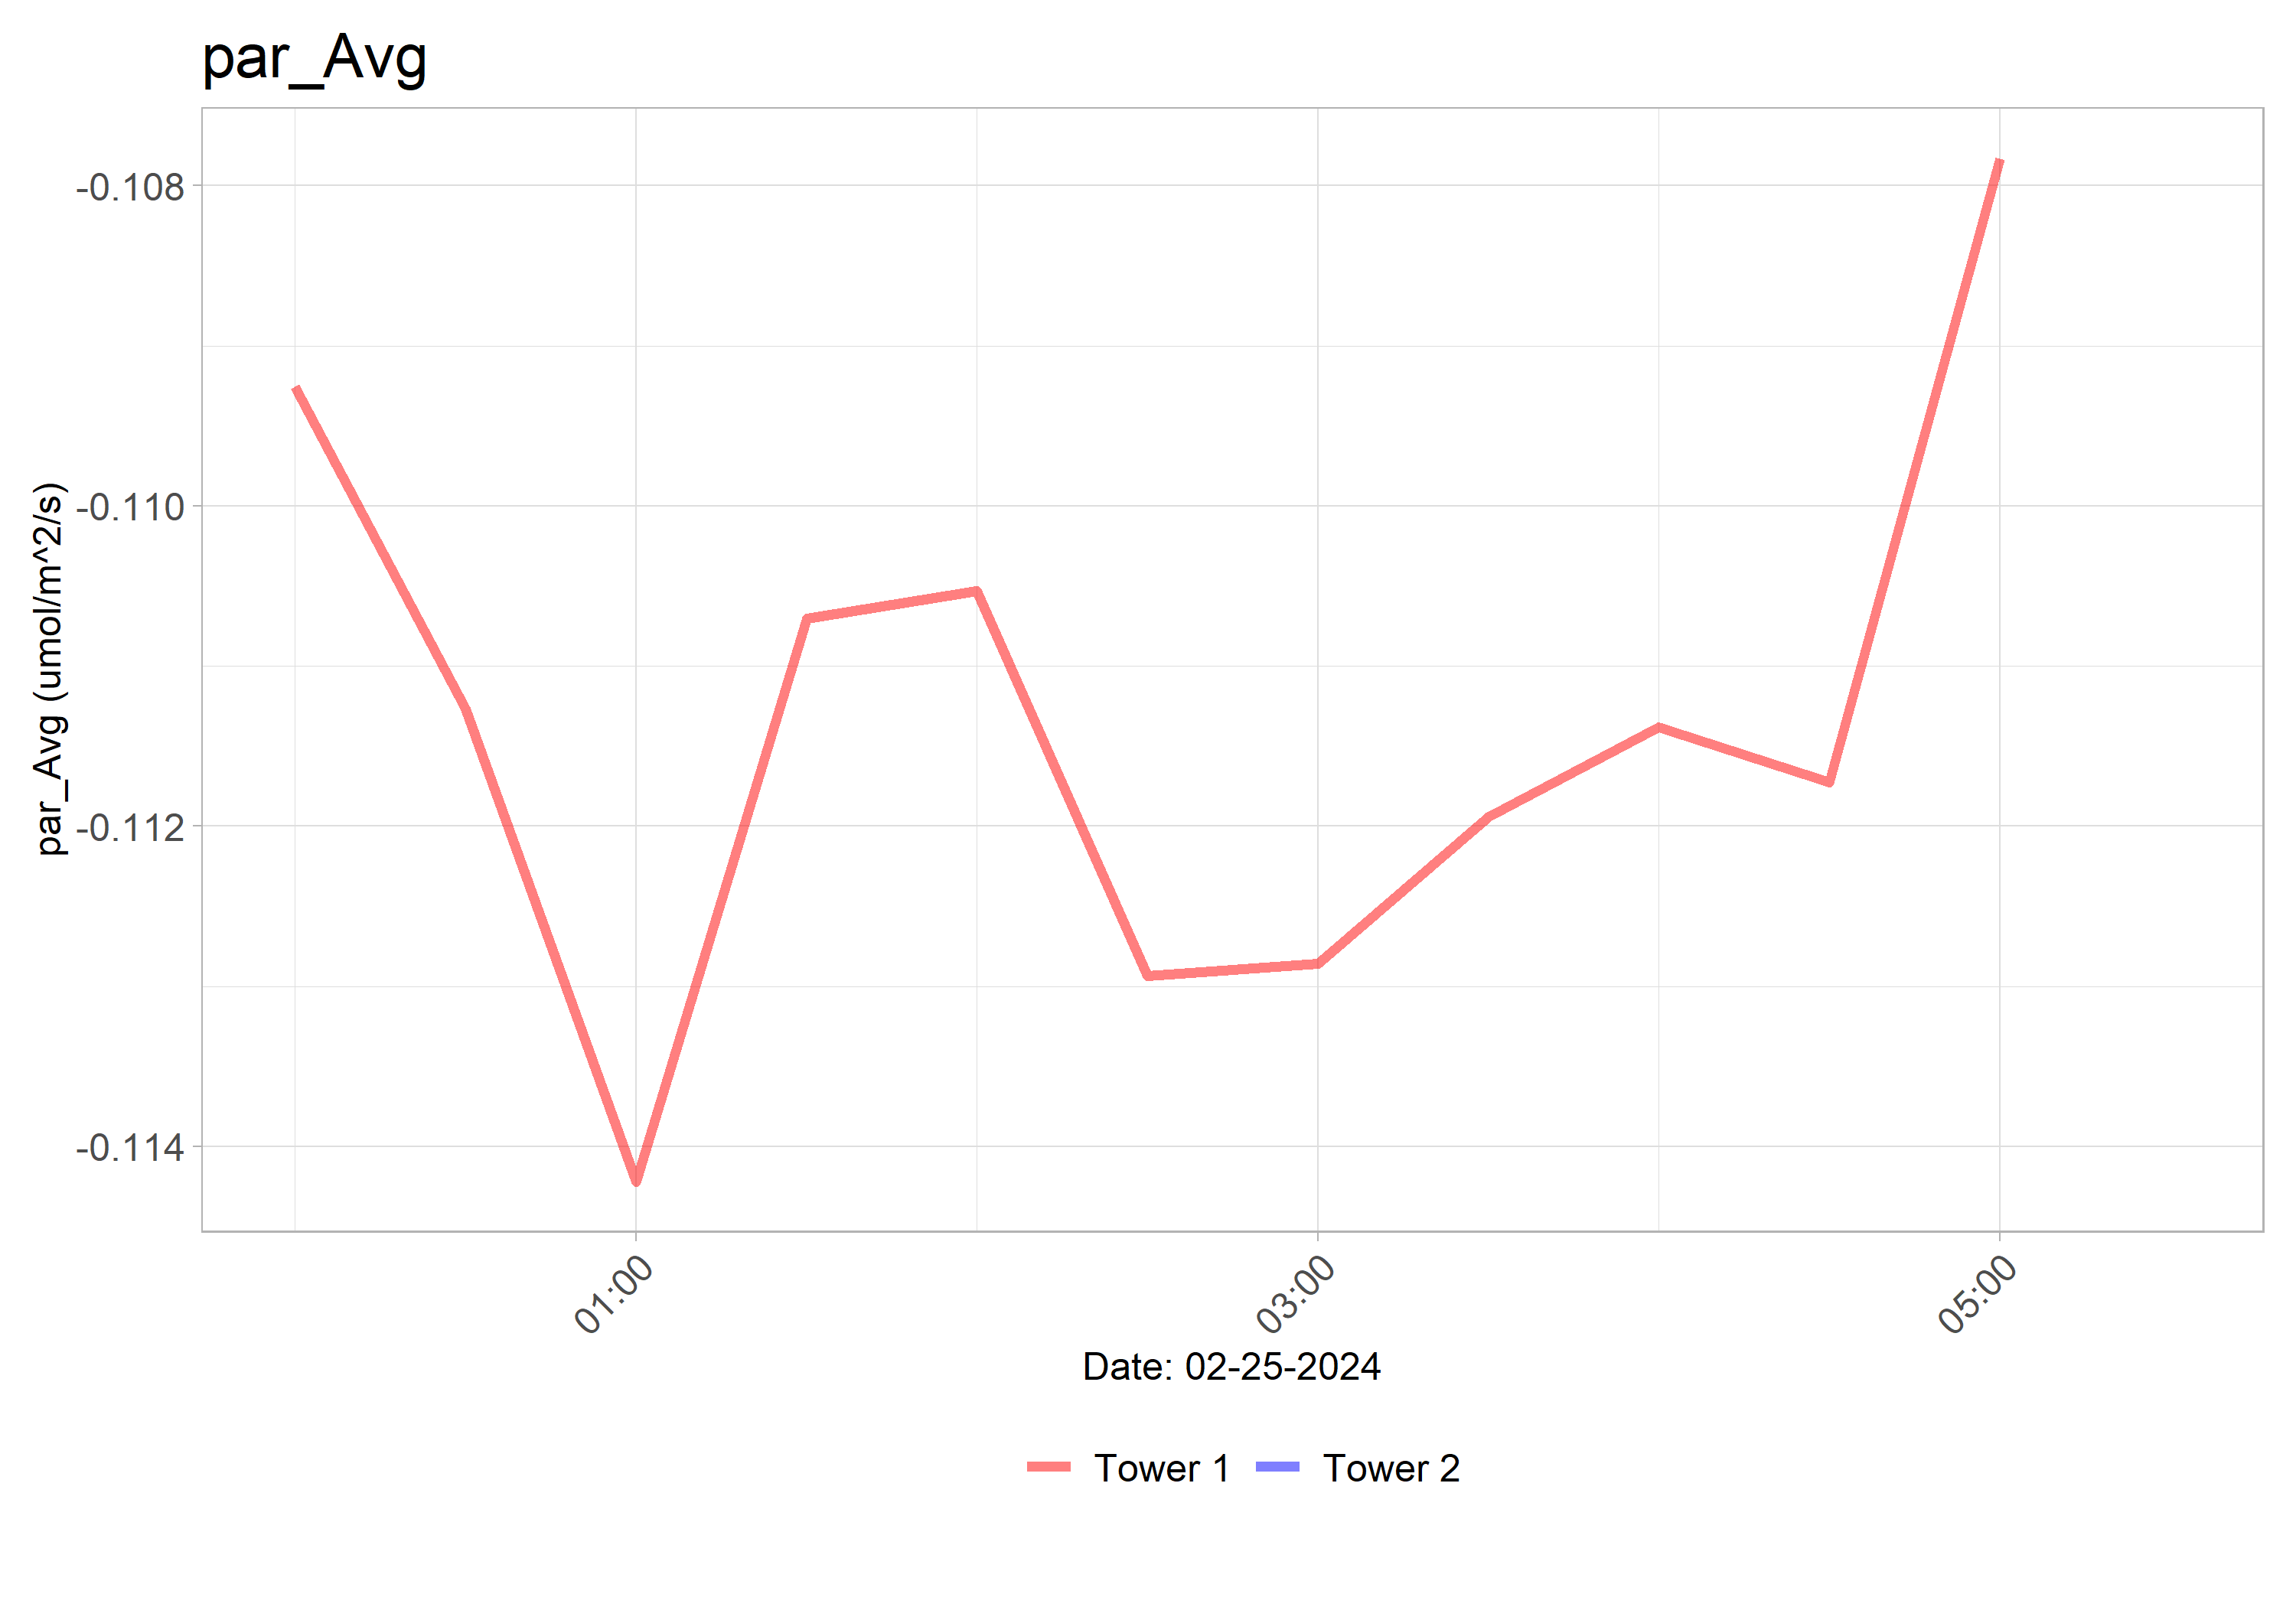 par_Avg
-0.108
-0.110
-0.112
-0.114
par_Avg (umol/m^2/s)
01:00
03:00
05:00
Date: 02-25-2024
Tower 1
Tower 2